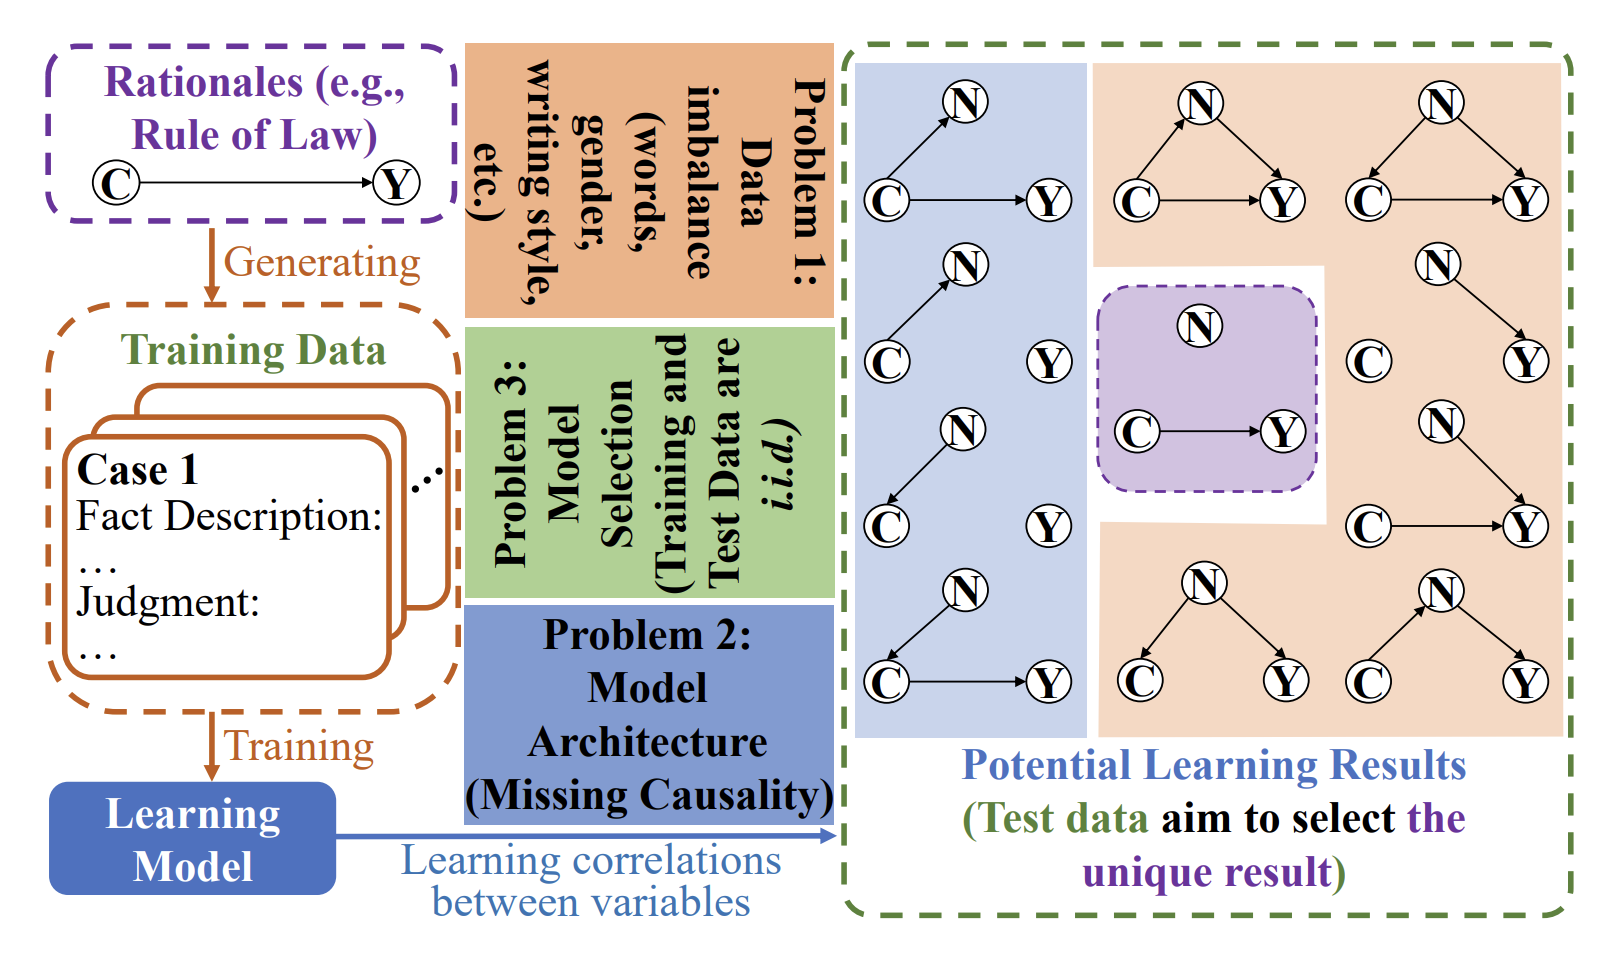 Rationales (e.g.,
Rule of Law)
C
Y
Generating
Training Data
Case 1
Fact Description:
…
Judgment:
…
...
Training
Learning
Model
Problem 1:
Data
imbalance
(words,
gender,
writing style,
etc.)
Problem 3:
Model
Selection
(Training and
Test Data are
i.i.d.)
Problem 2:
Model
Architecture
(Missing Causality)
Learning correlations
between variables
N
C
Y
N
C
Y
N
C
Y
N
C
Y
N
C
Y
N
C
Y
N
C
Y
N
C
Y
N
C
Y
N
C
Y
N
C
Y
Potential Learning Results
(Test data aim to select the
unique result)